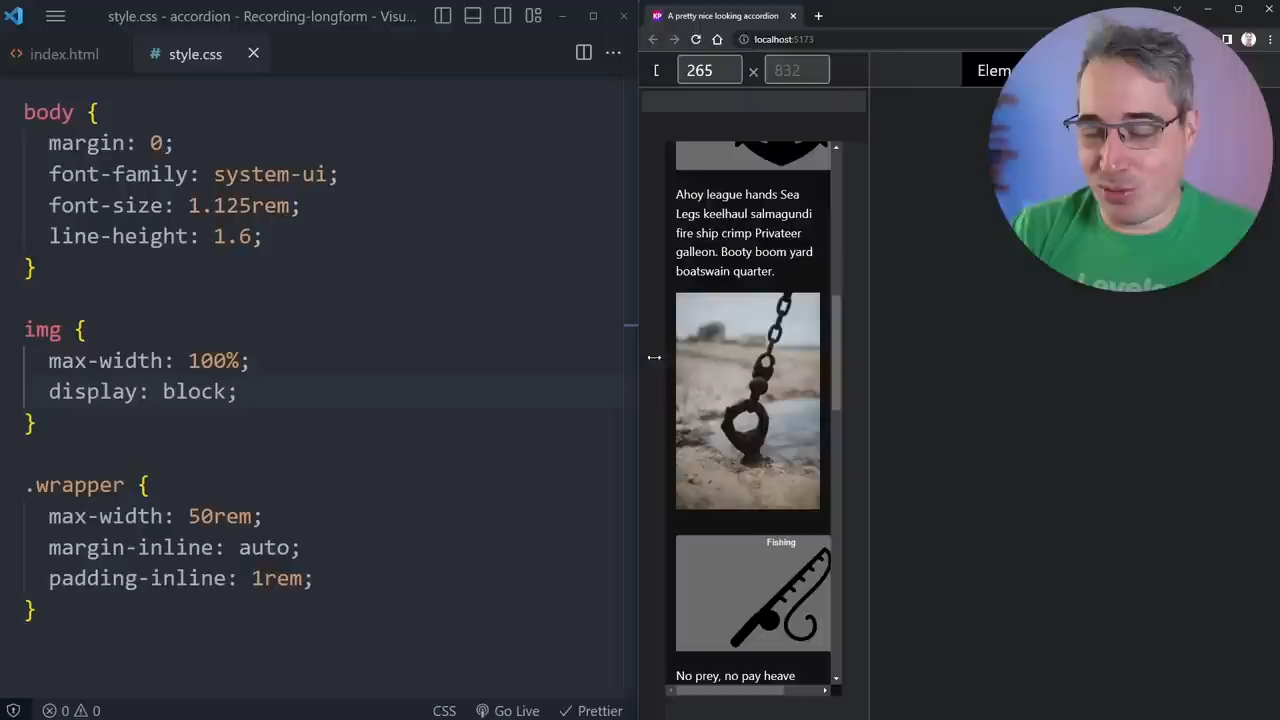 style.css - accordion - Recording-longform - Visu...
index.html
# style.css
body {
margin: 0;
font-family: system-ui;
font-size: 1.125rem;
line-height: 1.6;
}
img {
max-width: 100%;
display: block;
}
.wrapper {
max-width: 50rem;
margin-inline: auto;
padding-inline: 1rem;
}
0 0
CSS
Go Live
Prettier
KP
A pretty nice looking accordion
localhost:5173
265 × 832
Elem
Ahoy league hands Sea
Legs keelhaul salmagundi
fire ship crimp Privateer
galleon. Booty boom yard
boatswain quarter.
Fishing
No prey, no pay heave